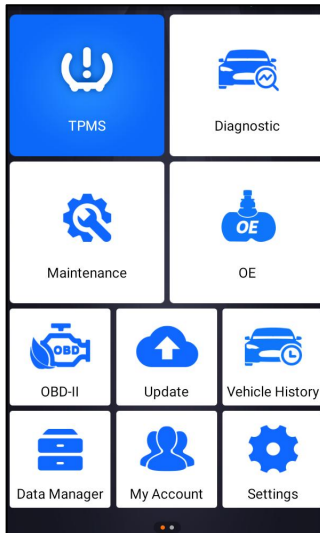 TPMS
Diagnostic
Maintenance
OE
OE
OBD
OBD-II
Update
Vehicle History
Data Manager
My Account
Settings